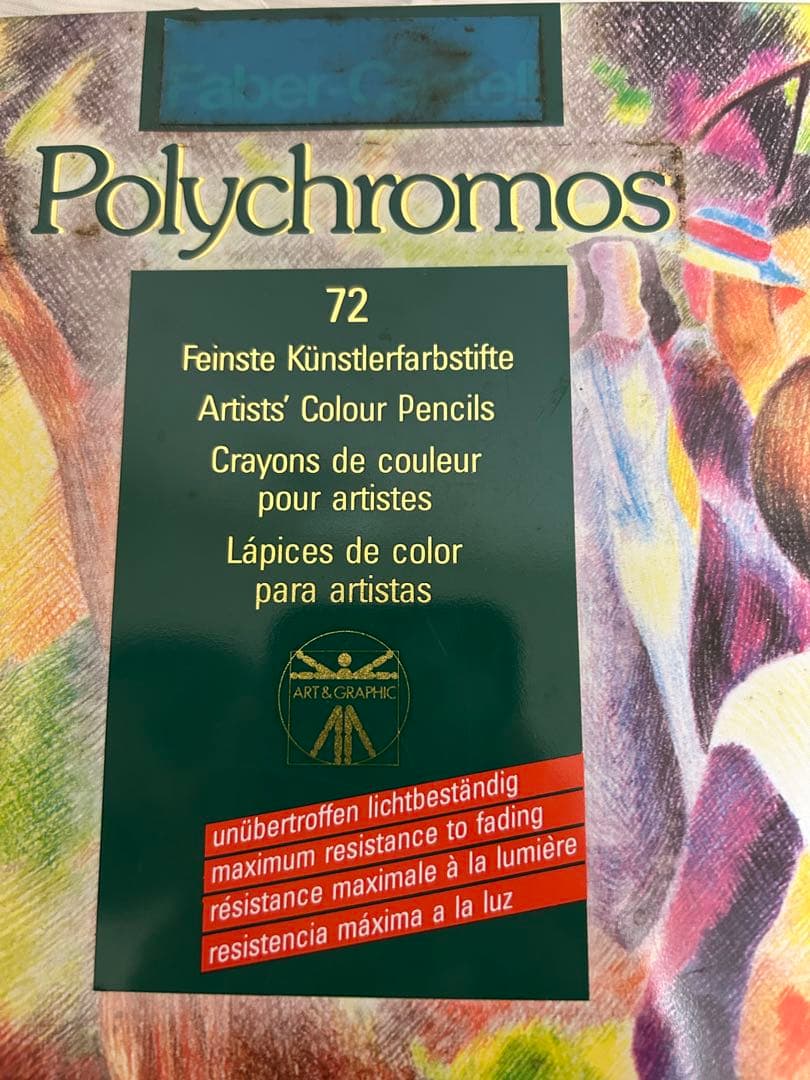 Faber-Castell
Polychromos
72
Feinste Künstlerfarbstifte
Artists' Colour Pencils
Crayons de couleur
pour artistes
Lápices de color
para artistas
ART & GRAPHIC
unübertroffen lichtbeständig
maximum resistance to fading
résistance maximale à la lumière
resistencia máxima a la luz